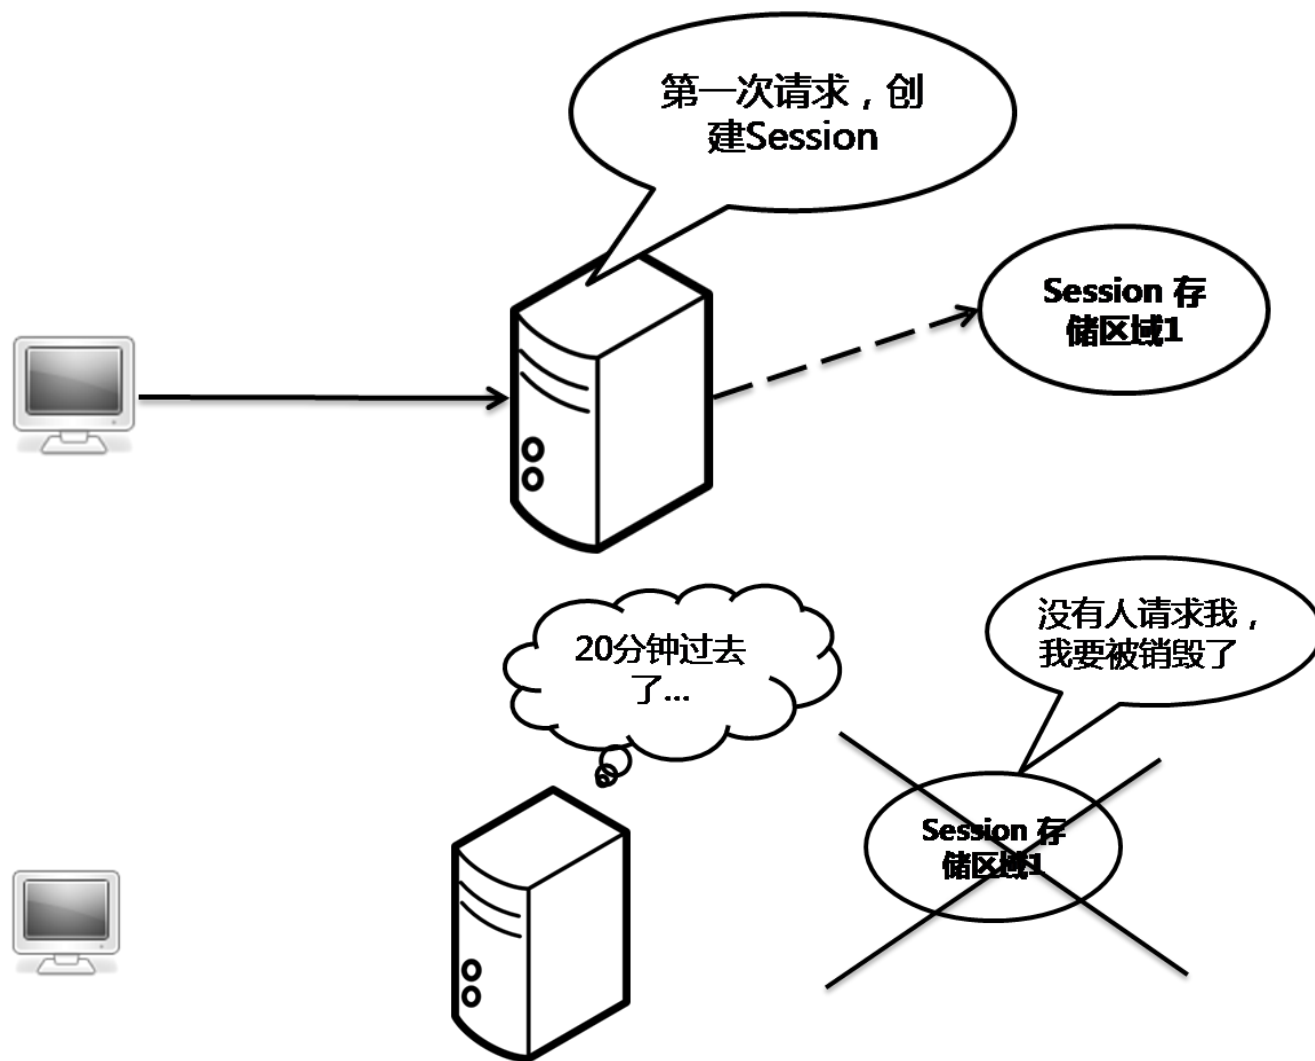 第一次请求，创
建Session
Session 存
储区域1
20分钟过去
了...
没有人请求我，
我要被销毁了
Session 存
储区域1